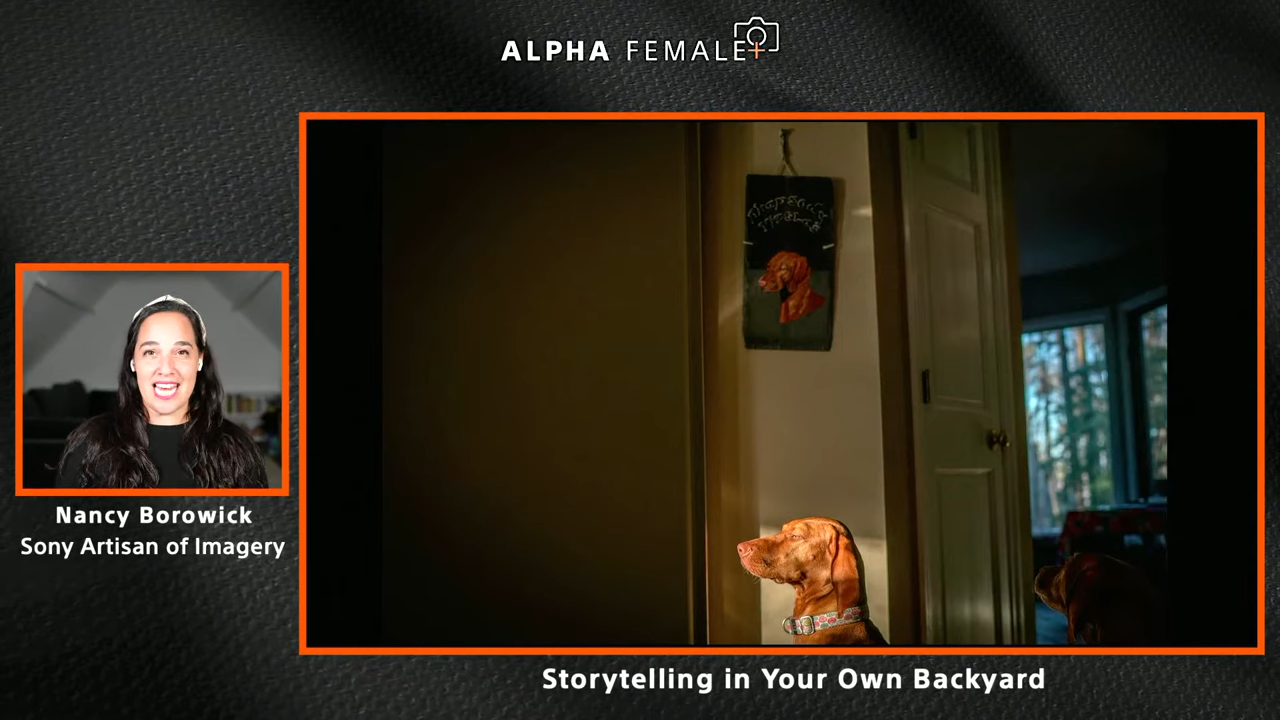 ALPHA FEMALE
Nancy Borowick
Sony Artisan of Imagery
Storytelling in Your Own Backyard